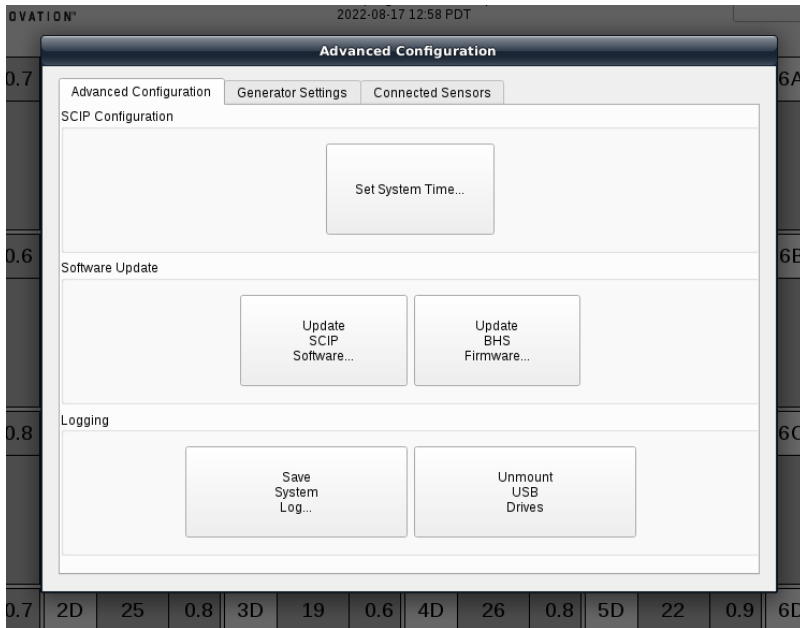 OVATION
2022-08-17 12:58 PDT
Advanced Configuration
0.7
6A
Advanced Configuration
Generator Settings
Connected Sensors
SCIP Configuration
Set System Time...
0.6
6B
Software Update
Update
SCIP
Software...
Update
BHS
Firmware...
0.8
6C
Logging
Save
System
Log...
Unmount
USB
Drives
0.7 2D 25 0.8 3D 19 0.6 4D 26 0.8 5D 22 0.9 6D